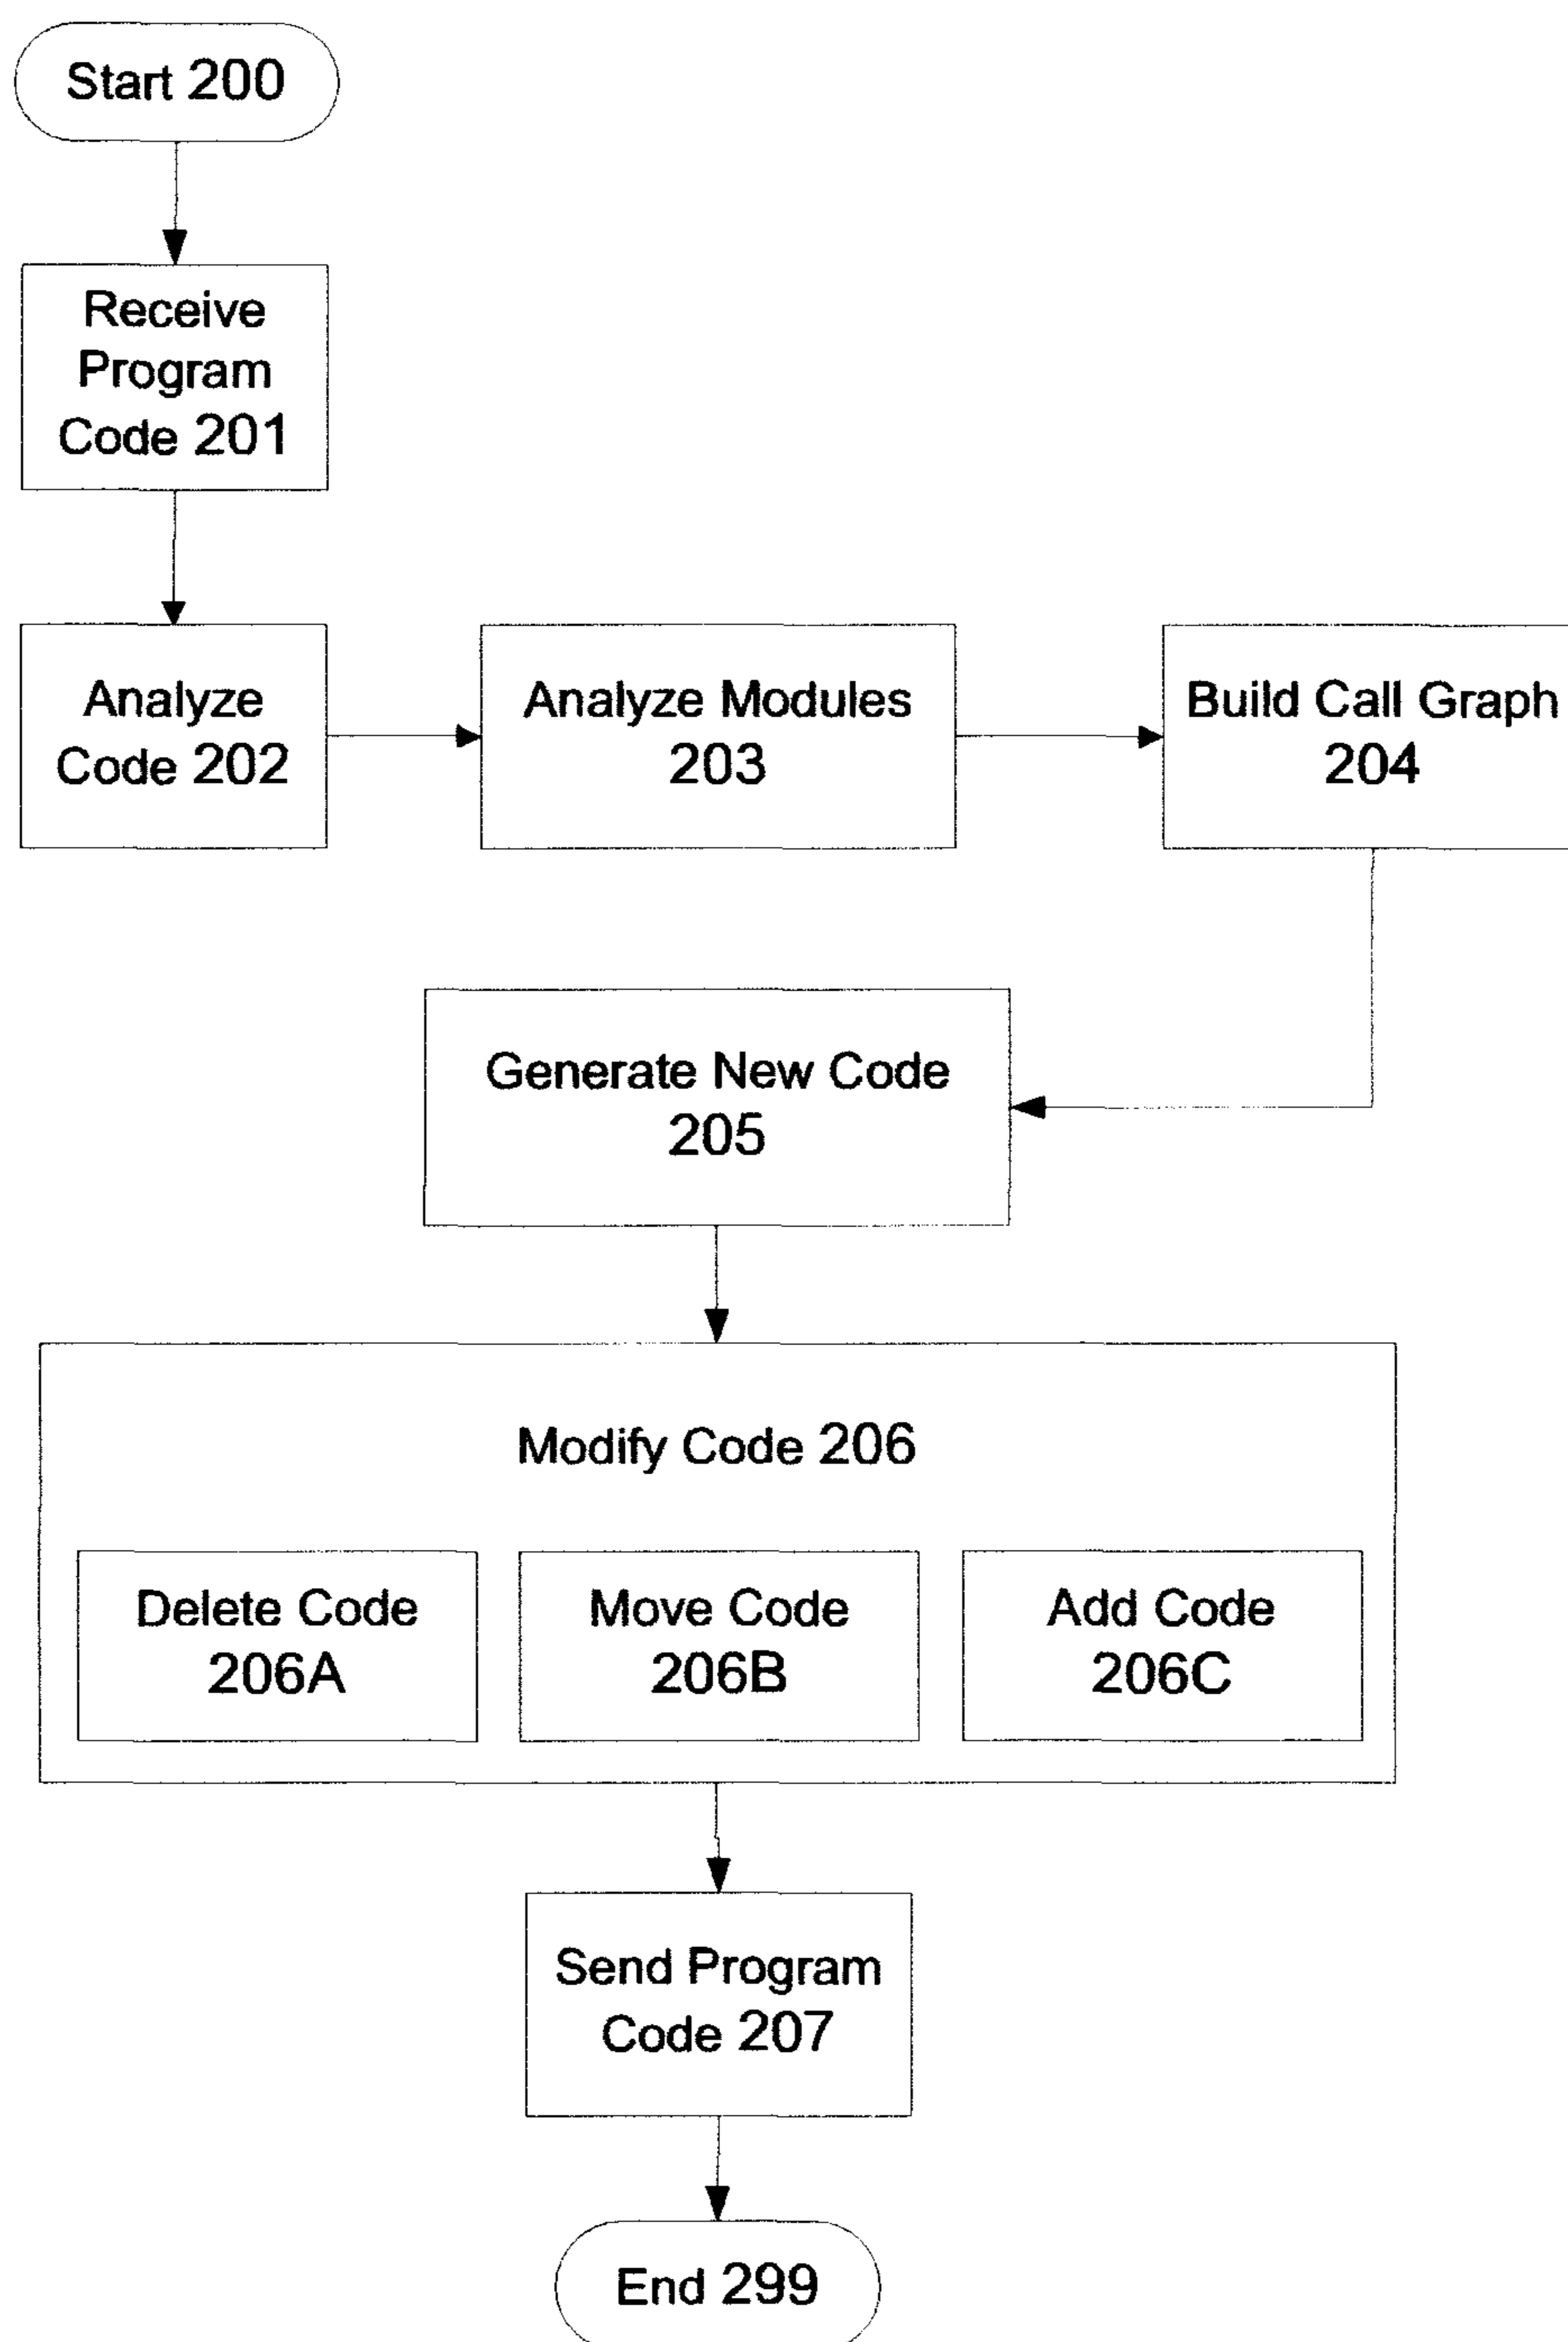 Start 200
Receive
Program
Code 201
Analyze
Code 202
Analyze Modules
203
Build Call Graph
204
Generate New Code
205
Modify Code 206
Delete Code
206A
Move Code
206B
Add Code
206C
Send Program
Code 207
End 299